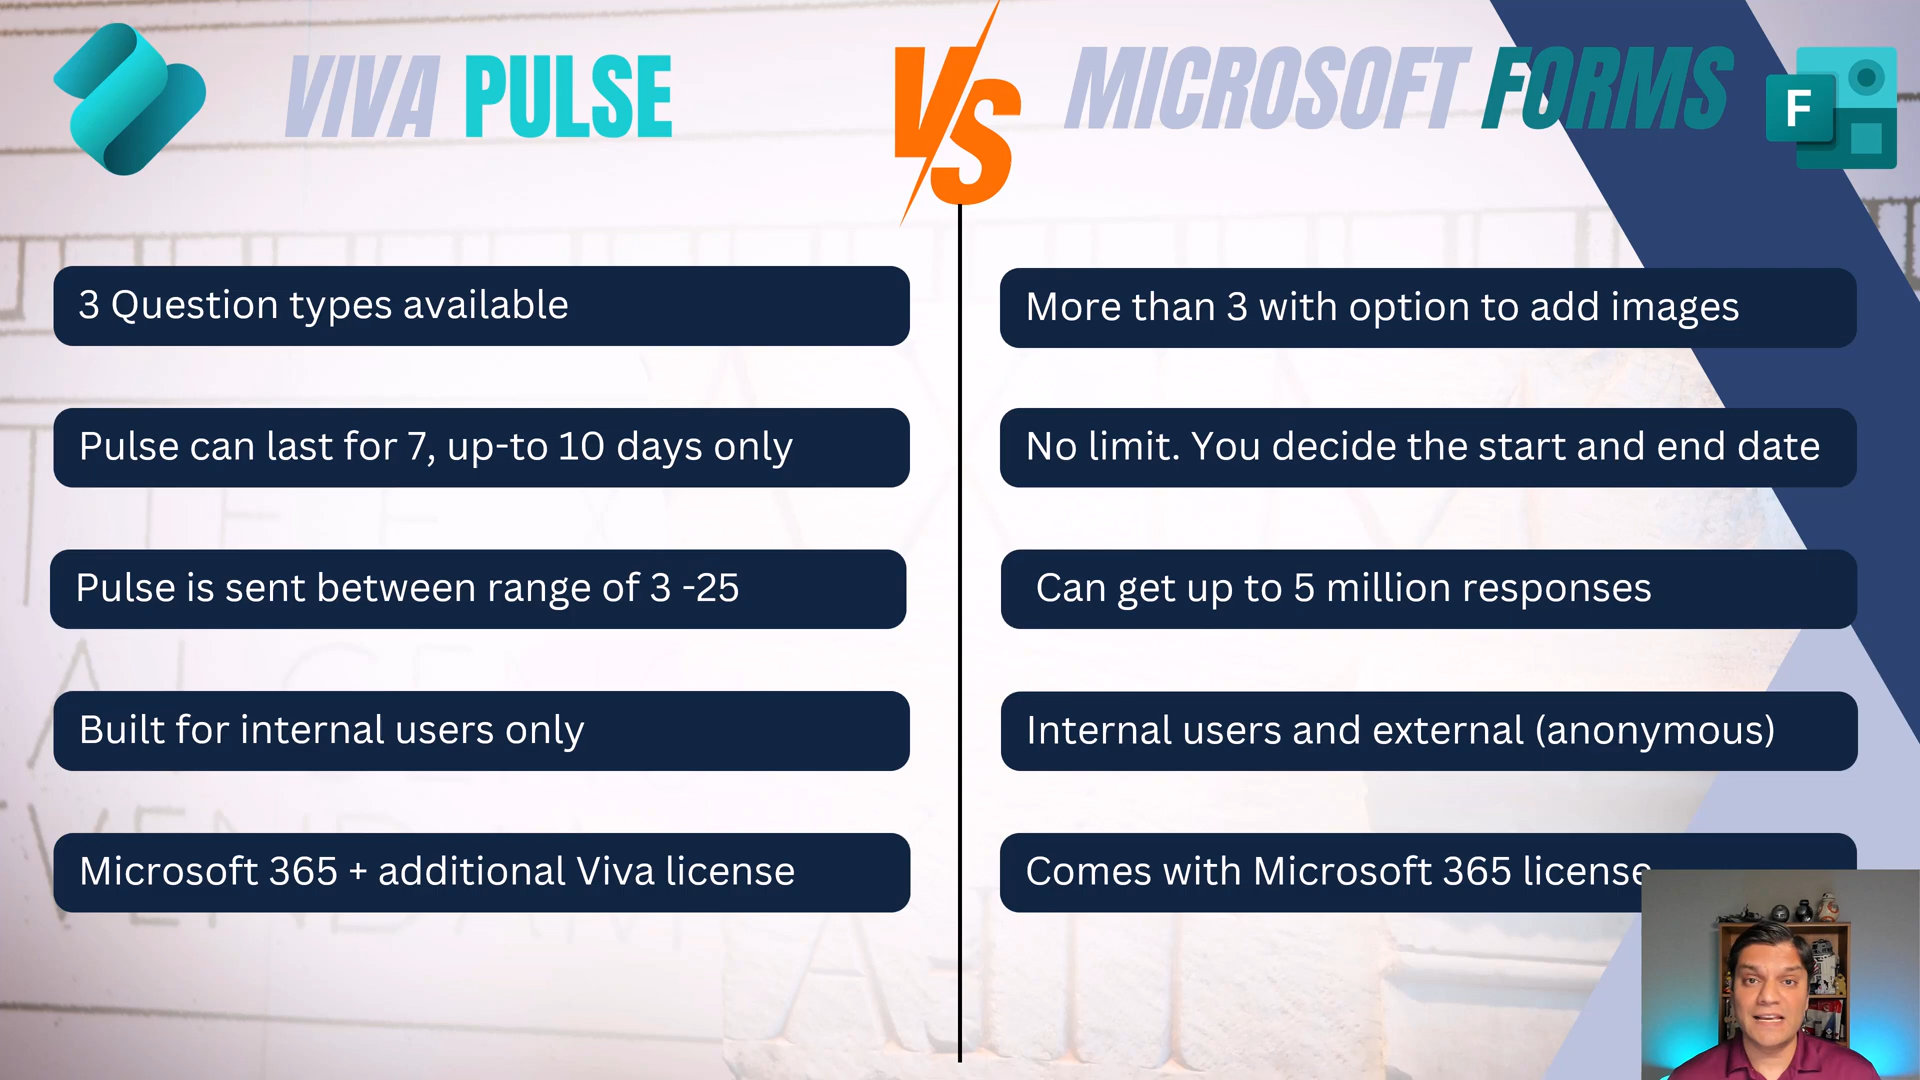 VIVA PULSE
VS
MICROSOFT FORMS
F
3 Question types available
More than 3 with option to add images
Pulse can last for 7, up-to 10 days only
No limit. You decide the start and end date
Pulse is sent between range of 3 -25
Can get up to 5 million responses
Built for internal users only
Internal users and external (anonymous)
Microsoft 365 + additional Viva license
Comes with Microsoft 365 license